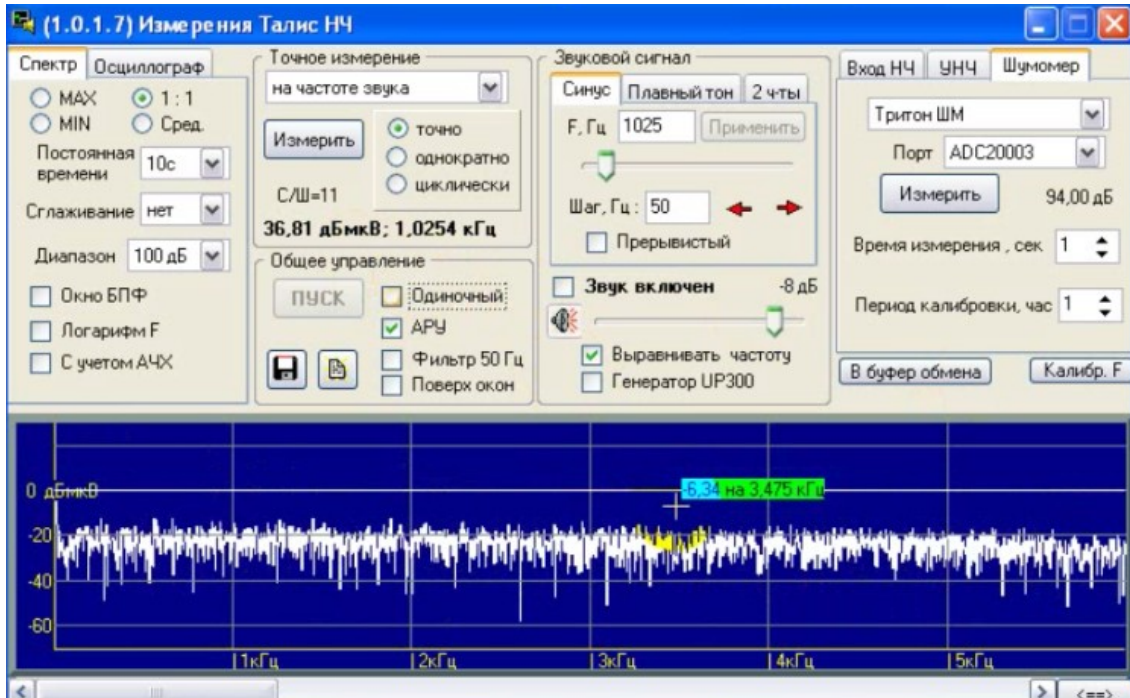 (1.0.1.7) Измерения Талис НЧ
Спектр Осциллограф
MAX 1 : 1
MIN Сред.
Постоянная времени 10с
Сглаживание нет
Диапазон 100 дБ
Окно БПФ
Логарифм F
С учетом АЧХ
Точное измерение
на частоте звука
Измерить
точно
однократно
циклически
С/Ш=11
36,81 дБмкВ; 1,0254 кГц
Общее управление
ПУСК
Одиночный
АРУ
Фильтр 50 Гц
Поверх окон
Звуковой сигнал
Синус Плавный тон 2 ч-ты
F, Гц 1025 Применить
Шаг, Гц : 50
Прерывистый
Звук включен -8 дБ
Выравнивать частоту
Генератор UP300
Вход НЧ УНЧ Шумомер
Тритон ШМ
Порт ADC20003
Измерить 94,00 дБ
Время измерения , сек 1
Период калибровки, час 1
В буфер обмена Калибр. F
0 дБмкВ
-6,34 на 3,475 кГц
-20
-40
-60
1кГц 2кГц 3кГц 4кГц 5кГц
<==>